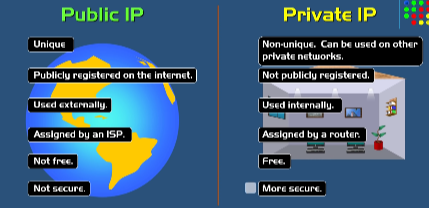 Public IP
Unique
Publicly registered on the internet.
Used externally.
Assigned by an ISP.
Not free.
Not secure.
Private IP
Non-unique. Can be used on other
private networks.
Not publicly registered.
Used internally.
Assigned by a router.
Free.
More secure.